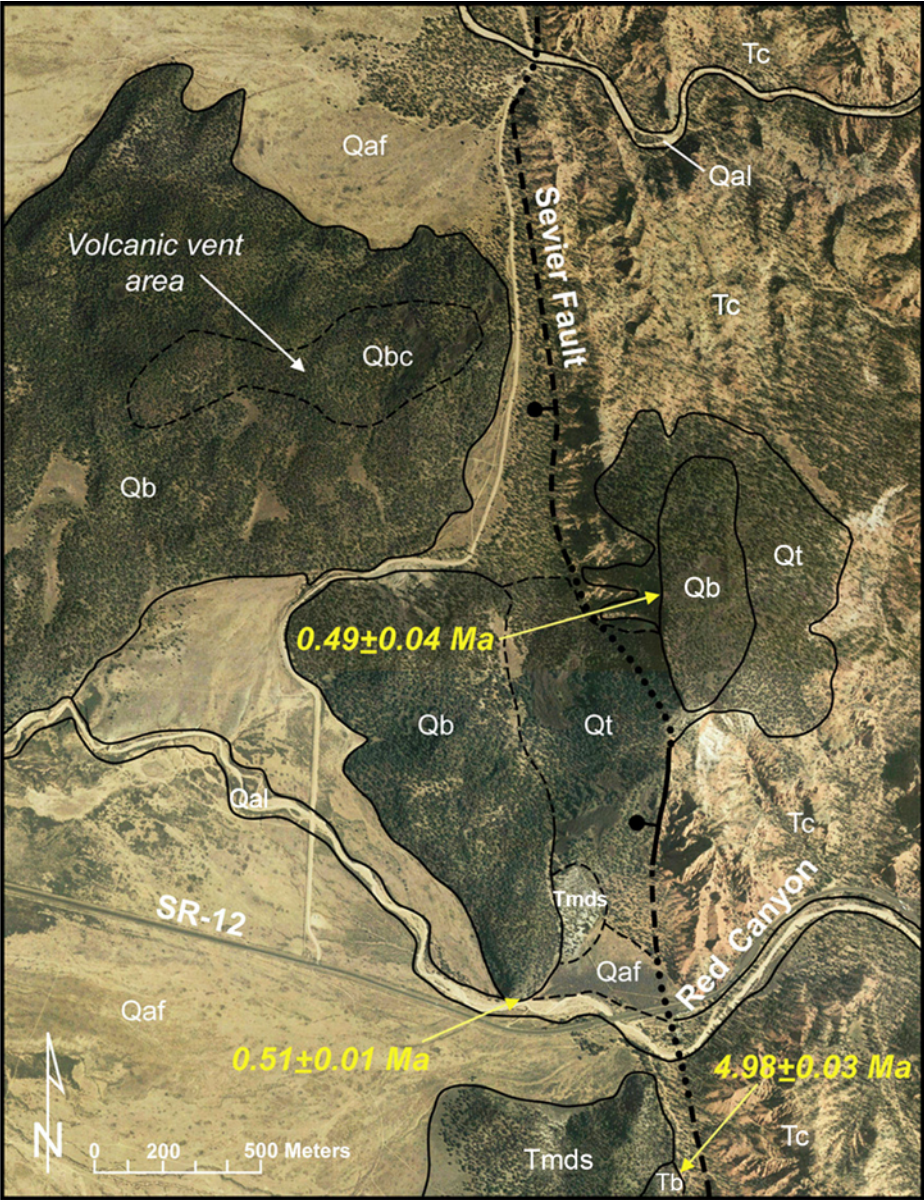 Tc
Qaf
Qal
Sevier Fault
Volcanic vent
area
Tc
Qbc
Qb
Qt
Qb
0.49±0.04 Ma
Qb
Qt
Qal
Tc
Tmds
SR-12
Red Canyon
Qaf
Qaf
0.51±0.01 Ma
4.98±0.03 Ma
N
0 200 500 Meters
Tmds
Tc
Tb